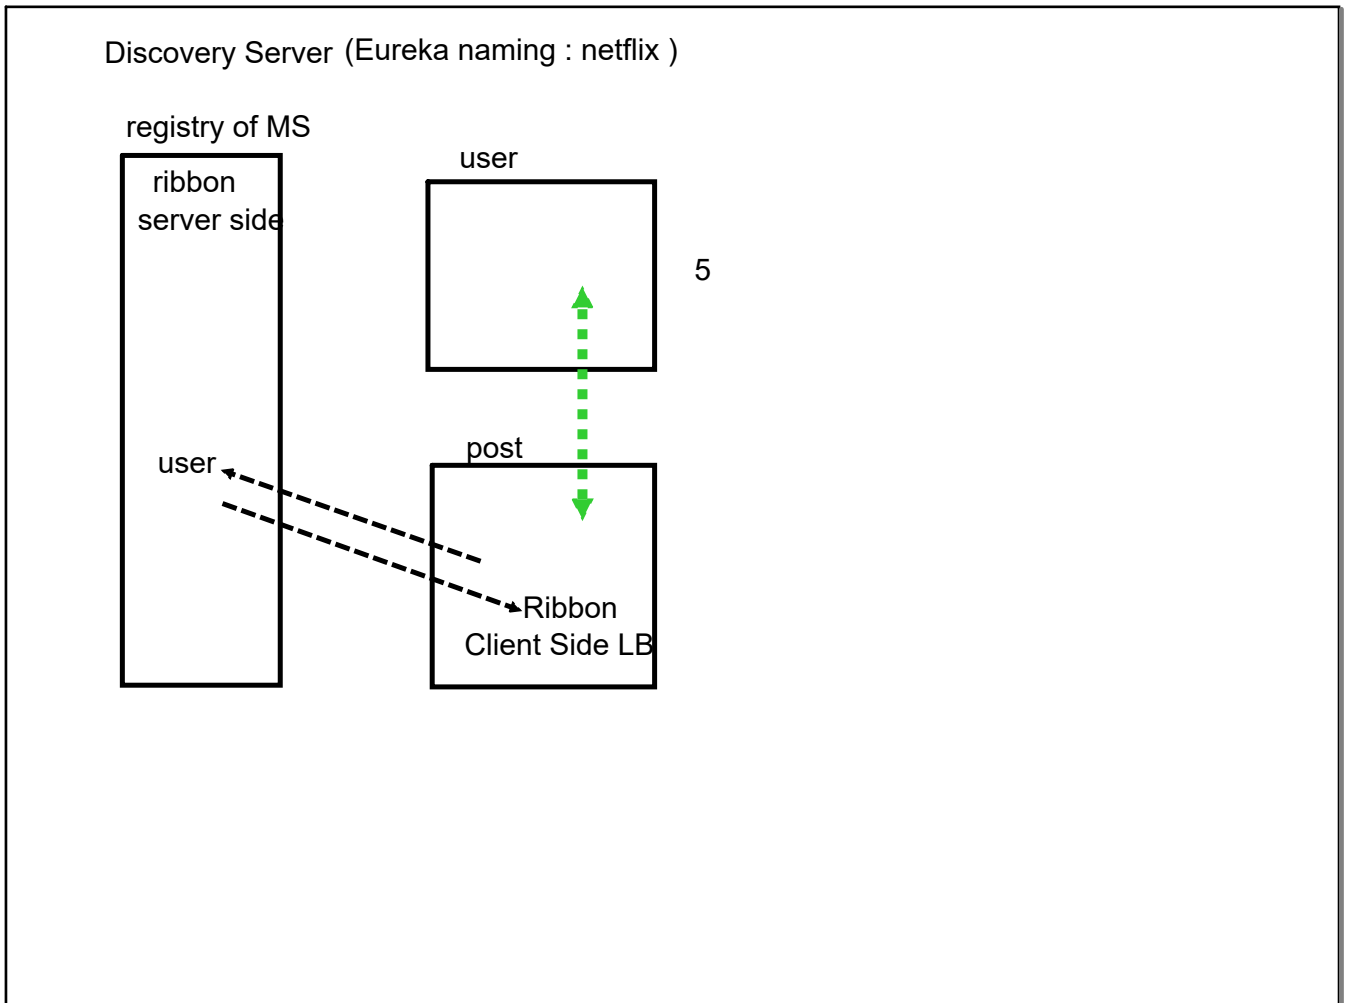 Discovery Server (Eureka naming : netflix )
registry of MS
ribbon
server side
user
5
user
post
Ribbon
Client Side LB